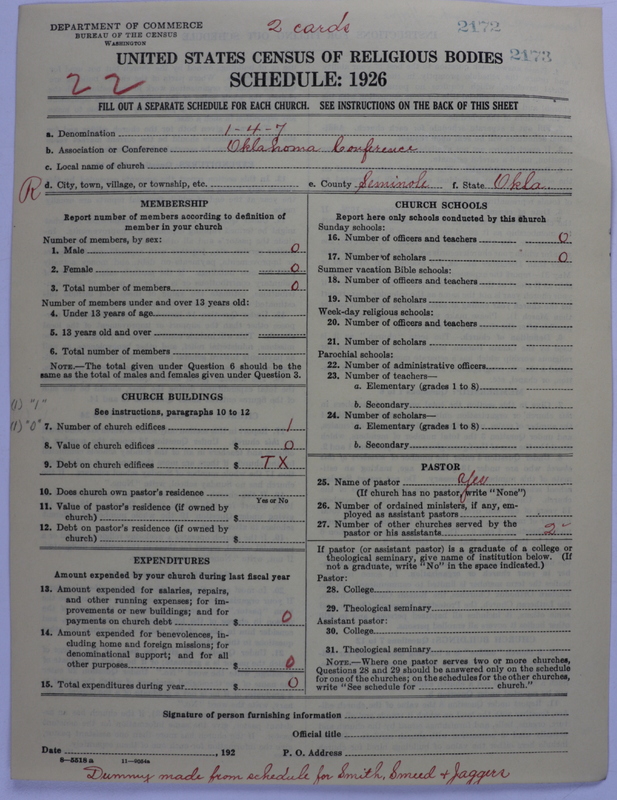 DEPARTMENT OF COMMERCE
BUREAU OF THE CENSUS
WASHINGTON
2 cards
2172
2173
UNITED STATES CENSUS OF RELIGIOUS BODIES
SCHEDULE: 1926
22
FILL OUT A SEPARATE SCHEDULE FOR EACH CHURCH. SEE INSTRUCTIONS ON THE BACK OF THIS SHEET
a. Denomination 1-4-7
b. Association or Conference Oklahoma Conference
c. Local name of church
R d. City, town, village, or township, etc. e. County Seminole f. State Okla.
MEMBERSHIP
Report number of members according to definition of
member in your church
Number of members, by sex:
1. Male 0
2. Female 0
3. Total number of members 0
Number of members under and over 13 years old:
4. Under 13 years of age
5. 13 years old and over
6. Total number of members
NOTE.—The total given under Question 6 should be the
same as the total of males and females given under Question 3.
CHURCH BUILDINGS
See instructions, paragraphs 10 to 12
(1) "1"
(1) "0"
7. Number of church edifices 1
8. Value of church edifices $ 0
9. Debt on church edifices $ TX
10. Does church own pastor's residence
Yes or No
11. Value of pastor's residence (if owned by
church) $
12. Debt on pastor's residence (if owned by
church) $
EXPENDITURES
Amount expended by your church during last fiscal year
13. Amount expended for salaries, repairs,
and other running expenses; for im-
provements or new buildings; and for
payments on church debt $ 0
14. Amount expended for benevolences, in-
cluding home and foreign missions; for
denominational support; and for all
other purposes $ 0
15. Total expenditures during year $ 0
CHURCH SCHOOLS
Report here only schools conducted by this church
Sunday schools:
16. Number of officers and teachers 0
17. Number of scholars 0
Summer vacation Bible schools:
18. Number of officers and teachers
19. Number of scholars
Week-day religious schools:
20. Number of officers and teachers
21. Number of scholars
Parochial schools:
22. Number of administrative officers
23. Number of teachers—
a. Elementary (grades 1 to 8)
b. Secondary
24. Number of scholars—
a. Elementary (grades 1 to 8)
b. Secondary
PASTOR
25. Name of pastor yes
(If church has no pastor, write "None")
26. Number of ordained ministers, if any, em-
ployed as assistant pastors
27. Number of other churches served by the
pastor or his assistants 2
If pastor (or assistant pastor) is a graduate of a college or
theological seminary, give name of institution below. (If
not a graduate, write "No" in the space indicated.)
Pastor:
28. College
29. Theological seminary
Assistant pastor:
30. College
31. Theological seminary
NOTE.—Where one pastor serves two or more churches,
Questions 28 and 29 should be answered only on the schedule
for one of the churches; on the schedules for the other churches,
write "See schedule for church."
Signature of person furnishing information
Official title
Date , 192 P. O. Address
8—5518 a 11—9554a
Dummy made from schedule for Smith, Smeed & Jaggers